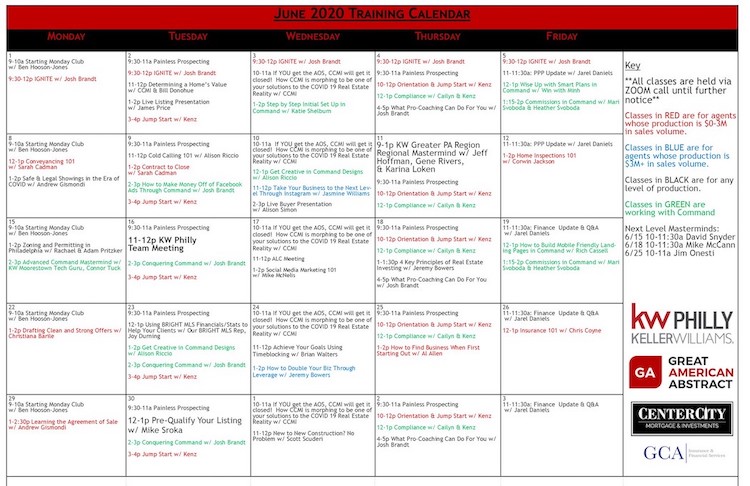 JUNE 2020 TRAINING CALENDAR
MONDAY TUESDAY WEDNESDAY THURSDAY FRIDAY
1
9-10a Starting Monday Club
w/ Ben Hooson-Jones
9:30-12p IGNITE w/ Josh Brandt
2
9:30-11a Painless Prospecting
9:30-12p IGNITE w/ Josh Brandt
11-12p Determining a Home's Value
w/ CCMI & Bill Donohue
1-2p Live Listing Presentation
w/ James Price
3-4p Jump Start w/ Kenz
3
9:30-12p IGNITE w/ Josh Brandt
10-11a If YOU get the AOS, CCMI will get it
closed! How CCMI is morphing to be one of
your solutions to the COVID 19 Real Estate
Reality w/ CCMI
1-2p Step by Step Initial Set Up in
Command w/ Katie Shelburn
4
9:30-12p IGNITE w/ Josh Brandt
9:30-11a Painless Prospecting
10-12p Orientation & Jump Start w/ Kenz
12-1p Compliance w/ Cailyn & Kenz
4-5p What Pro-Coaching Can Do For You w/
Josh Brandt
5
9:30-12p IGNITE w/ Josh Brandt
11-11:30a: PPP Update w/ Jarel Daniels
12-1p Wise Up with Smart Plans in
Command w/ Win with Minh
1:15-2p Commissions in Command w/ Mari
Svoboda & Heather Svoboda
8
9-10a Starting Monday Club
w/ Ben Hooson-Jones
12-1p Conveyancing 101
w/ Sarah Cadman
1-2p Safe & Legal Showings in the Era of
COVID w/ Andrew Gismondi
9
9:30-11a Painless Prospecting
11-12p Cold Calling 101 w/ Alison Riccio
1-2p Contract to Close
w/ Sarah Cadman
2-3p How to Make Money Off of Facebook
Ads Through Command w/ Josh Brandt
3-4p Jump Start w/ Kenz
10
10-11a If YOU get the AOS, CCMI will get it
closed! How CCMI is morphing to be one of
your solutions to the COVID 19 Real Estate
Reality w/ CCMI
12-1p Get Creative in Command Designs
w/ Alison Riccio
11-12p Take Your Business to the Next Lev-
el Through Instagram w/ Jasmine Williams
2-3p Live Buyer Presentation
w/ Alison Simon
11
9-1p KW Greater PA Region
Regional Mastermind w/ Jeff
Hoffman, Gene Rivers,
& Karina Loken
9:30-11a Painless Prospecting
10-12p Orientation & Jump Start w/ Kenz
12-1p Compliance w/ Cailyn & Kenz
12
11-11:30a: PPP Update w/ Jarel Daniels
1-2p Home Inspections 101
w/ Corwin Jackson
15
9-10a Starting Monday Club
w/ Ben Hooson-Jones
1-2p Zoning and Permitting in
Philadelphia w/ Rachael & Adam Pritzker
2-3p Advanced Command Mastermind w/
KW Moorestown Tech Guru, Connor Tuck
16
9:30-11a Painless Prospecting
11-12p KW Philly
Team Meeting
2-3p Conquering Command w/ Josh Brandt
3-4p Jump Start w/ Kenz
17
10-11a If YOU get the AOS, CCMI will get it
closed! How CCMI is morphing to be one of
your solutions to the COVID 19 Real Estate
Reality w/ CCMI
11-12p ALC Meeting
1-2p Social Media Marketing 101
w/ Mike McNelis
18
9:30-11a Painless Prospecting
10-12p Orientation & Jump Start w/ Kenz
12-1p Compliance w/ Cailyn & Kenz
1-1:30p 4 Key Principles of Real Estate
Investing w/ Jeremy Bowers
4-5p What Pro-Coaching Can Do For You w/
Josh Brandt
19
11-11:30a; Finance Update & Q&A
w/ Jarel Daniels
12-1p How to Build Mobile Friendly Land-
ing Pages in Command w/ Rich Casseli
1:15-2p Commissions in Command w/ Mari
Svoboda & Heather Svoboda
22
9-10a Starting Monday Club
w/ Ben Hooson-Jones
1-2p Drafting Clean and Strong Offers w/
Christiana Barile
23
9:30-11a Painless Prospecting
12-1p Using BRIGHT MLS Financials/Stats to
Help Your Clients w/ Our BRIGHT MLS Rep,
Joy Durning
1-2p Get Creative in Command Designs
w/ Alison Riccio
2-3p Conquering Command w/ Josh Brandt
3-4p Jump Start w/ Kenz
24
10-11a If YOU get the AOS, CCMI will get it
closed! How CCMI is morphing to be one of
your solutions to the COVID 19 Real Estate
Reality w/ CCMI
11-12p Achieve Your Goals Using
Timeblocking w/ Brian Walters
1-2p How to Double Your Biz Through
Leverage w/ Jeremy Bowers
25
9:30-11a Painless Prospecting
10-12p Orientation & Jump Start w/ Kenz
12-1p Compliance w/ Cailyn & Kenz
1-2p How to Find Business When First
Starting Out w/ Al Allen
26
11-11:30a; Finance Update & Q&A
w/ Jarel Daniels
12-1p Insurance 101 w/ Chris Coyne
29
9-10a Starting Monday Club
w/ Ben Hooson-Jones
1-2:30p Learning the Agreement of Sale
w/ Andrew Gismondi
30
9:30-11a Painless Prospecting
12-1p Pre-Qualify Your Listing
w/ Mike Sroka
2-3p Conquering Command w/ Josh Brandt
3-4p Jump Start w/ Kenz
1
10-11a If YOU get the AOS, CCMI will get it
closed! How CCMI is morphing to be one of
your solutions to the COVID 19 Real Estate
Reality w/ CCMI
11-12p New to New Construction? No
Problem w/ Scott Scuderi
2
9:30-11a Painless Prospecting
10-12p Orientation & Jump Start w/ Kenz
12-1p Compliance w/ Cailyn & Kenz
4-5p What Pro-Coaching Can Do For You w/
Josh Brandt
3
11-11:30a; Finance Update & Q&A
w/ Jarel Daniels
Key
**All classes are held via
ZOOM call until further
notice**
Classes in RED are for agents
whose production is $0-3M
in sales volume.
Classes in BLUE are for
agents whose production is
$3M+ in sales volume.
Classes in BLACK are for any
level of production.
Classes in GREEN are
working with Command
Next Level Masterminds:
6/15 10-11:30a David Snyder
6/18 10-11:30a Mike McCann
6/25 10-11a Jim Onesti
kw PHILLY
KELLERWILLIAMS.
GA GREAT
AMERICAN
ABSTRACT
CENTERCITY
MORTGAGE & INVESTMENTS
GCA Insurance &
Financial Services